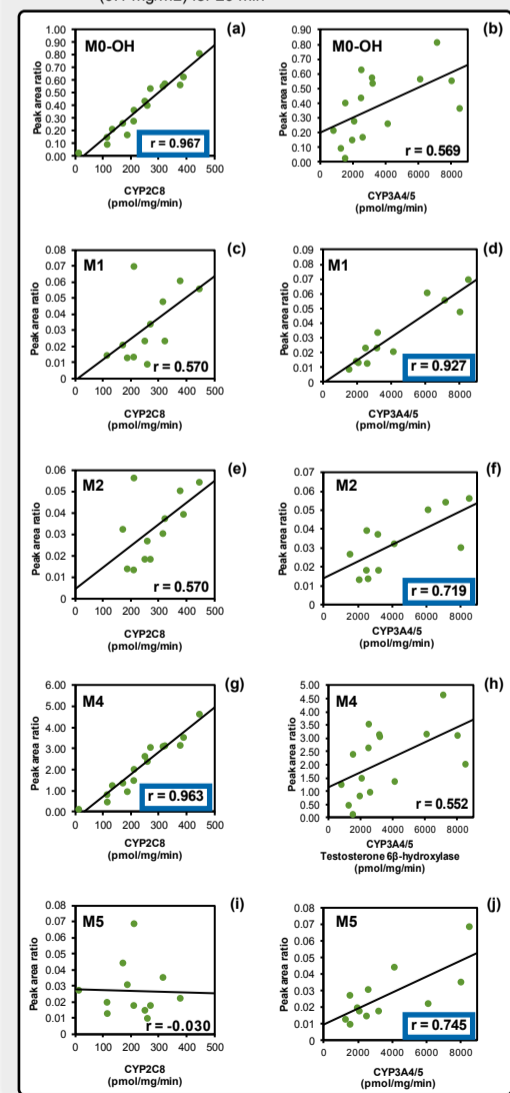 (a)
M0-OH
Peak area ratio
1.00
0.90
0.80
0.70
0.60
0.50
0.40
0.30
0.20
0.10
0.00
r = 0.967
0 100 200 300 400 500
CYP2C8
(pmol/mg/min)
(b)
M0-OH
Peak area ratio
0.90
0.80
0.70
0.60
0.50
0.40
0.30
0.20
0.10
0.00
r = 0.569
0 2000 4000 6000 8000
CYP3A4/5
(pmol/mg/min)
(c)
M1
Peak area ratio
0.08
0.07
0.06
0.05
0.04
0.03
0.02
0.01
0
r = 0.570
0 100 200 300 400 500
CYP2C8
(pmol/mg/min)
(d)
M1
Peak area ratio
0.09
0.08
0.07
0.06
0.05
0.04
0.03
0.02
0.01
0
r = 0.927
0 2000 4000 6000 8000
CYP3A4/5
(pmol/mg/min)
(e)
M2
Peak area ratio
0.06
0.05
0.04
0.03
0.02
0.01
0
r = 0.570
0 100 200 300 400 500
CYP2C8
(pmol/mg/min)
(f)
M2
Peak area ratio
0.07
0.06
0.05
0.04
0.03
0.02
0.01
0
r = 0.719
0 2000 4000 6000 8000
CYP3A4/5
(pmol/mg/min)
(g)
M4
Peak area ratio
6.00
5.00
4.00
3.00
2.00
1.00
0.00
r = 0.963
0 100 200 300 400 500
CYP2C8
(pmol/mg/min)
(h)
M4
Peak area ratio
5.00
4.50
4.00
3.50
3.00
2.50
2.00
1.50
1.00
0.50
0.00
r = 0.552
0 2000 4000 6000 8000
CYP3A4/5
Testosterone 6β-hydroxylase
(pmol/mg/min)
(i)
M5
Peak area ratio
0.08
0.07
0.06
0.05
0.04
0.03
0.02
0.01
0
r = -0.030
0 100 200 300 400 500
CYP2C8
(pmol/mg/min)
(j)
M5
Peak area ratio
0.08
0.07
0.06
0.05
0.04
0.03
0.02
0.01
0
r = 0.745
0 2000 4000 6000 8000
CYP3A4/5
(pmol/mg/min)